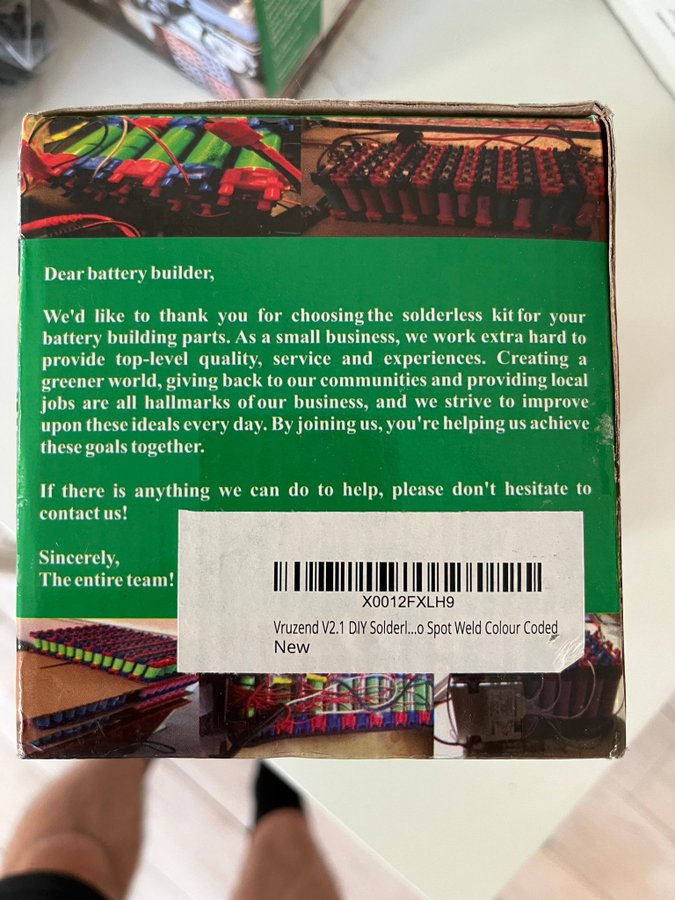 Dear battery builder,
We'd like to thank you for choosing the solderless kit for your
battery building parts. As a small business, we work extra hard to
provide top-level quality, service and experiences. Creating a
greener world, giving back to our communities and providing local
jobs are all hallmarks of our business, and we strive to improve
upon these ideals every day. By joining us, you're helping us achieve
these goals together.
If there is anything we can do to help, please don't hesitate to
contact us!
Sincerely,
The entire team!
X0012FXLH9
Vruzend V2.1 DIY Solderl...o Spot Weld Colour Coded
New